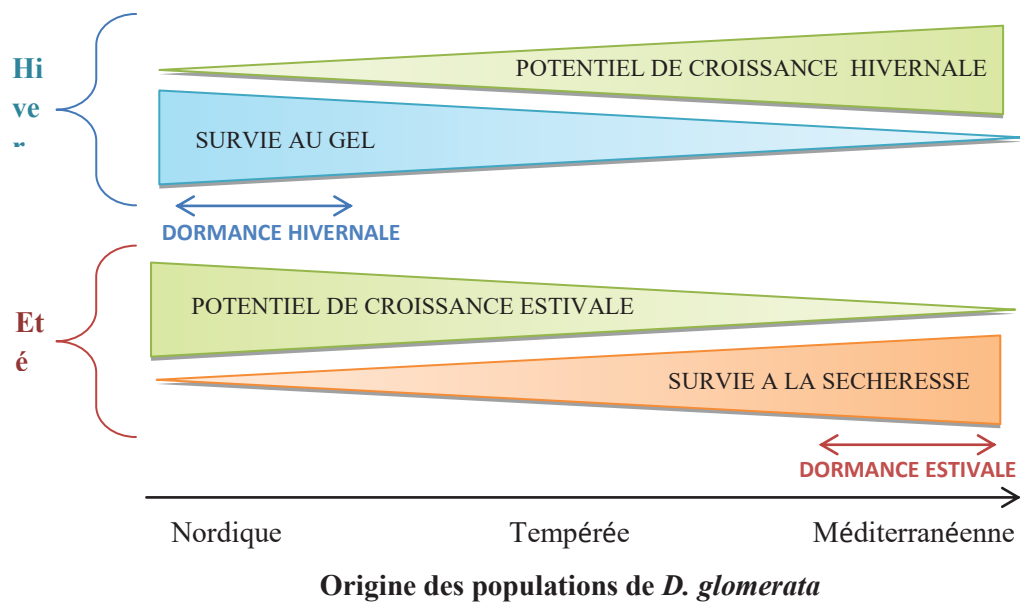 Hi
ve
r
POTENTIEL DE CROISSANCE HIVERNALE
SURVIE AU GEL
DORMANCE HIVERNALE
Et
é
POTENTIEL DE CROISSANCE ESTIVALE
SURVIE A LA SECHERESSE
DORMANCE ESTIVALE
Nordique Tempérée Méditerranéenne
Origine des populations de D. glomerata